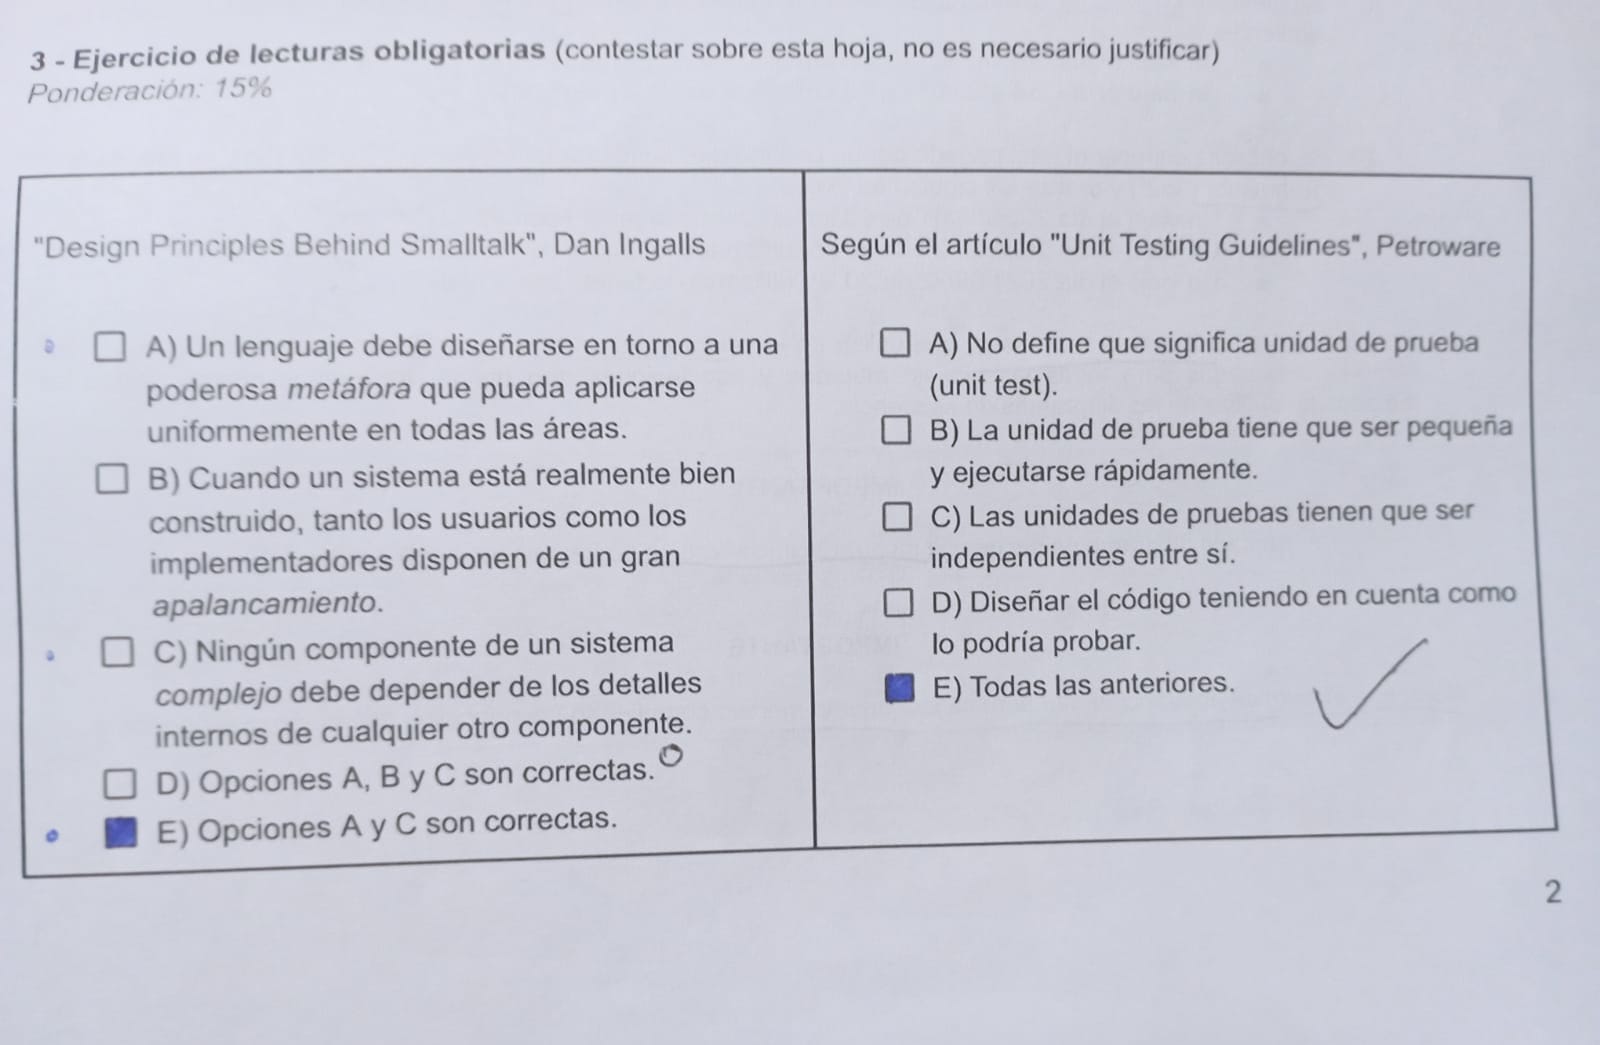 3 - Ejercicio de lecturas obligatorias (contestar sobre esta hoja, no es necesario justificar)
Ponderación: 15%
"Design Principles Behind Smalltalk", Dan Ingalls
A) Un lenguaje debe diseñarse en torno a una
poderosa metáfora que pueda aplicarse
uniformemente en todas las áreas.
B) Cuando un sistema está realmente bien
construido, tanto los usuarios como los
implementadores disponen de un gran
apalancamiento.
C) Ningún componente de un sistema
complejo debe depender de los detalles
internos de cualquier otro componente.
D) Opciones A, B y C son correctas.
E) Opciones A y C son correctas.
Según el artículo "Unit Testing Guidelines", Petroware
A) No define que significa unidad de prueba
(unit test).
B) La unidad de prueba tiene que ser pequeña
y ejecutarse rápidamente.
C) Las unidades de pruebas tienen que ser
independientes entre sí.
D) Diseñar el código teniendo en cuenta como
lo podría probar.
E) Todas las anteriores.
2